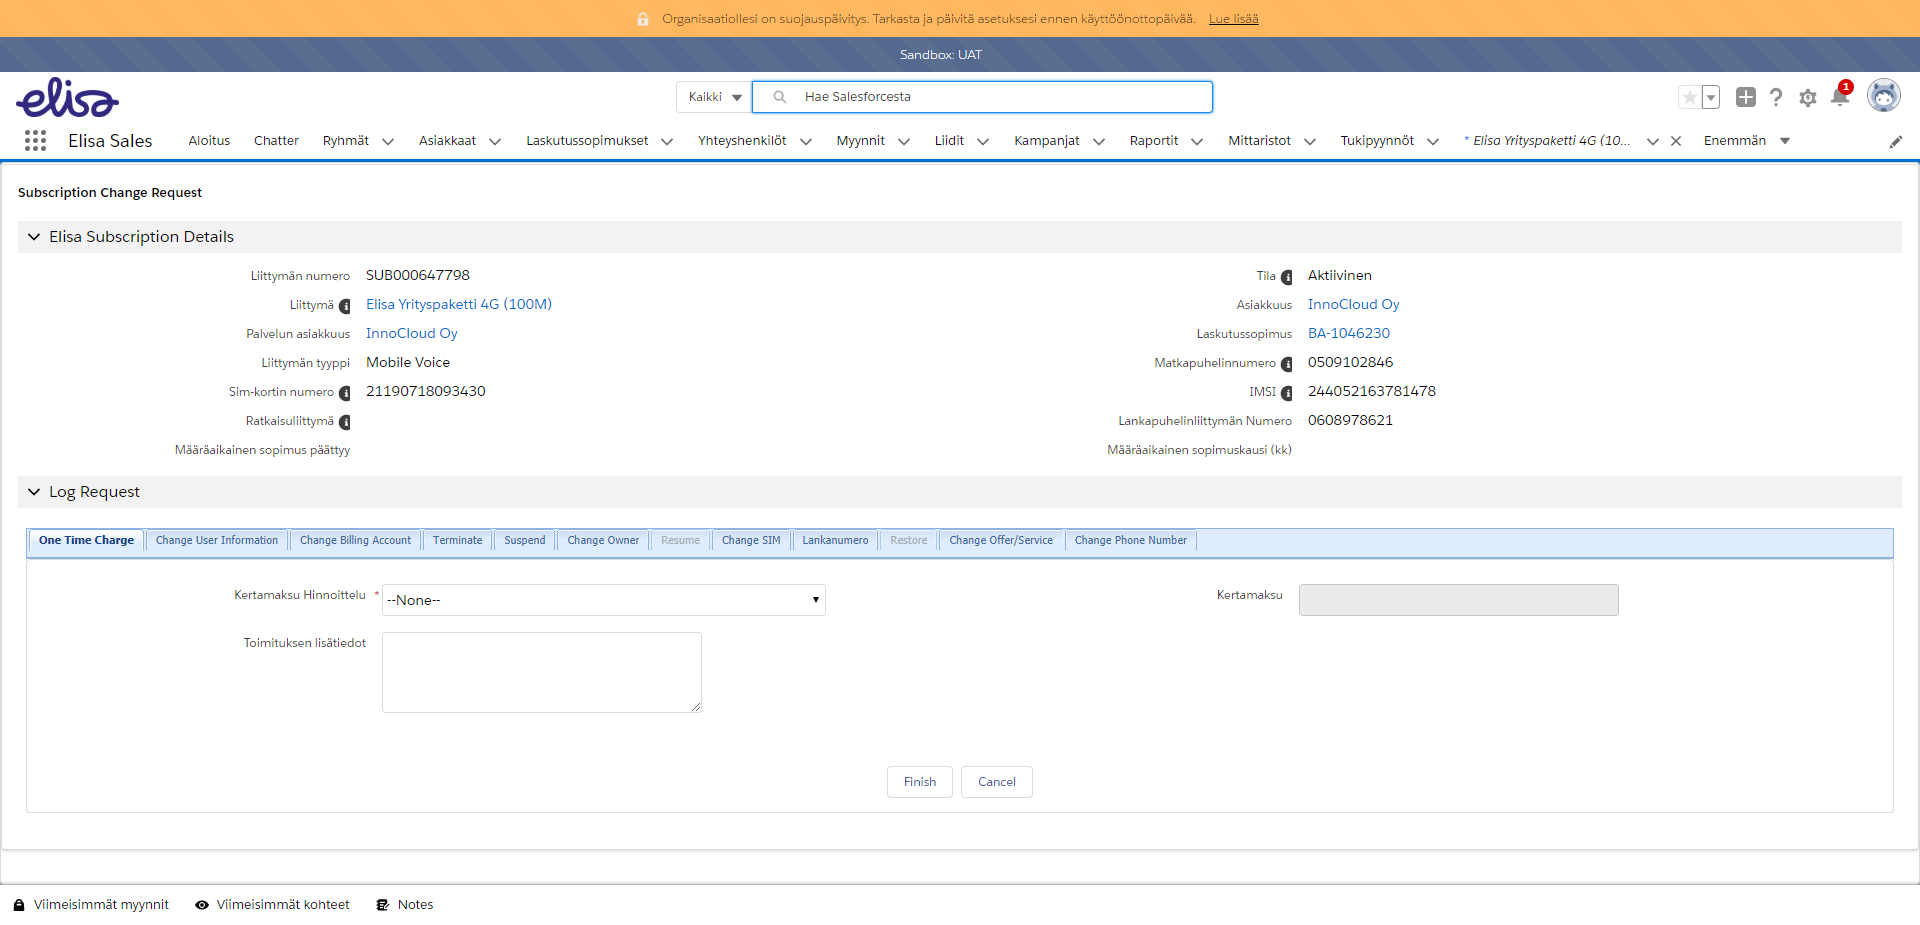 Organisaatiollesi on suojauspäivitys. Tarkasta ja päivitä asetuksesi ennen käyttöönottopäivää. Lue lisää
Sandbox: UAT
elisa
Kaikki
Hae Salesforcesta
1
Elisa Sales
Aloitus
Chatter
Ryhmät
Asiakkaat
Laskutussopimukset
Yhteyshenkilöt
Myynnit
Liidit
Kampanjat
Raportit
Mittaristot
Tukipyynnöt
* Elisa Yrityspaketti 4G (10...
Enemmän
Subscription Change Request
Elisa Subscription Details
Liittymän numero SUB000647798
Tila Aktiivinen
Liittymä Elisa Yrityspaketti 4G (100M)
Asiakkuus InnoCloud Oy
Palvelun asiakkuus InnoCloud Oy
Laskutussopimus BA-1046230
Liittymän tyyppi Mobile Voice
Matkapuhelinnumero 0509102846
Sim-kortin numero 21190718093430
IMSI 244052163781478
Ratkaisuliittymä
Lankapuhelinliittymän Numero 0608978621
Määräaikainen sopimus päättyy
Määräaikainen sopimuskausi (kk)
Log Request
One Time Charge
Change User Information
Change Billing Account
Terminate
Suspend
Change Owner
Resume
Change SIM
Lankanumero
Restore
Change Offer/Service
Change Phone Number
Kertamaksu Hinnoittelu * --None--
Kertamaksu
Toimituksen lisätiedot
Finish
Cancel
Viimeisimmät myynnit
Viimeisimmät kohteet
Notes